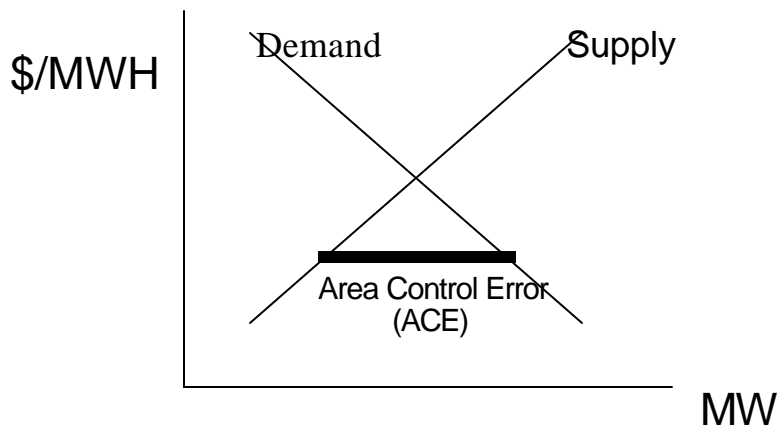 Demand
Supply
$/MWH
Area Control Error
(ACE)
MW